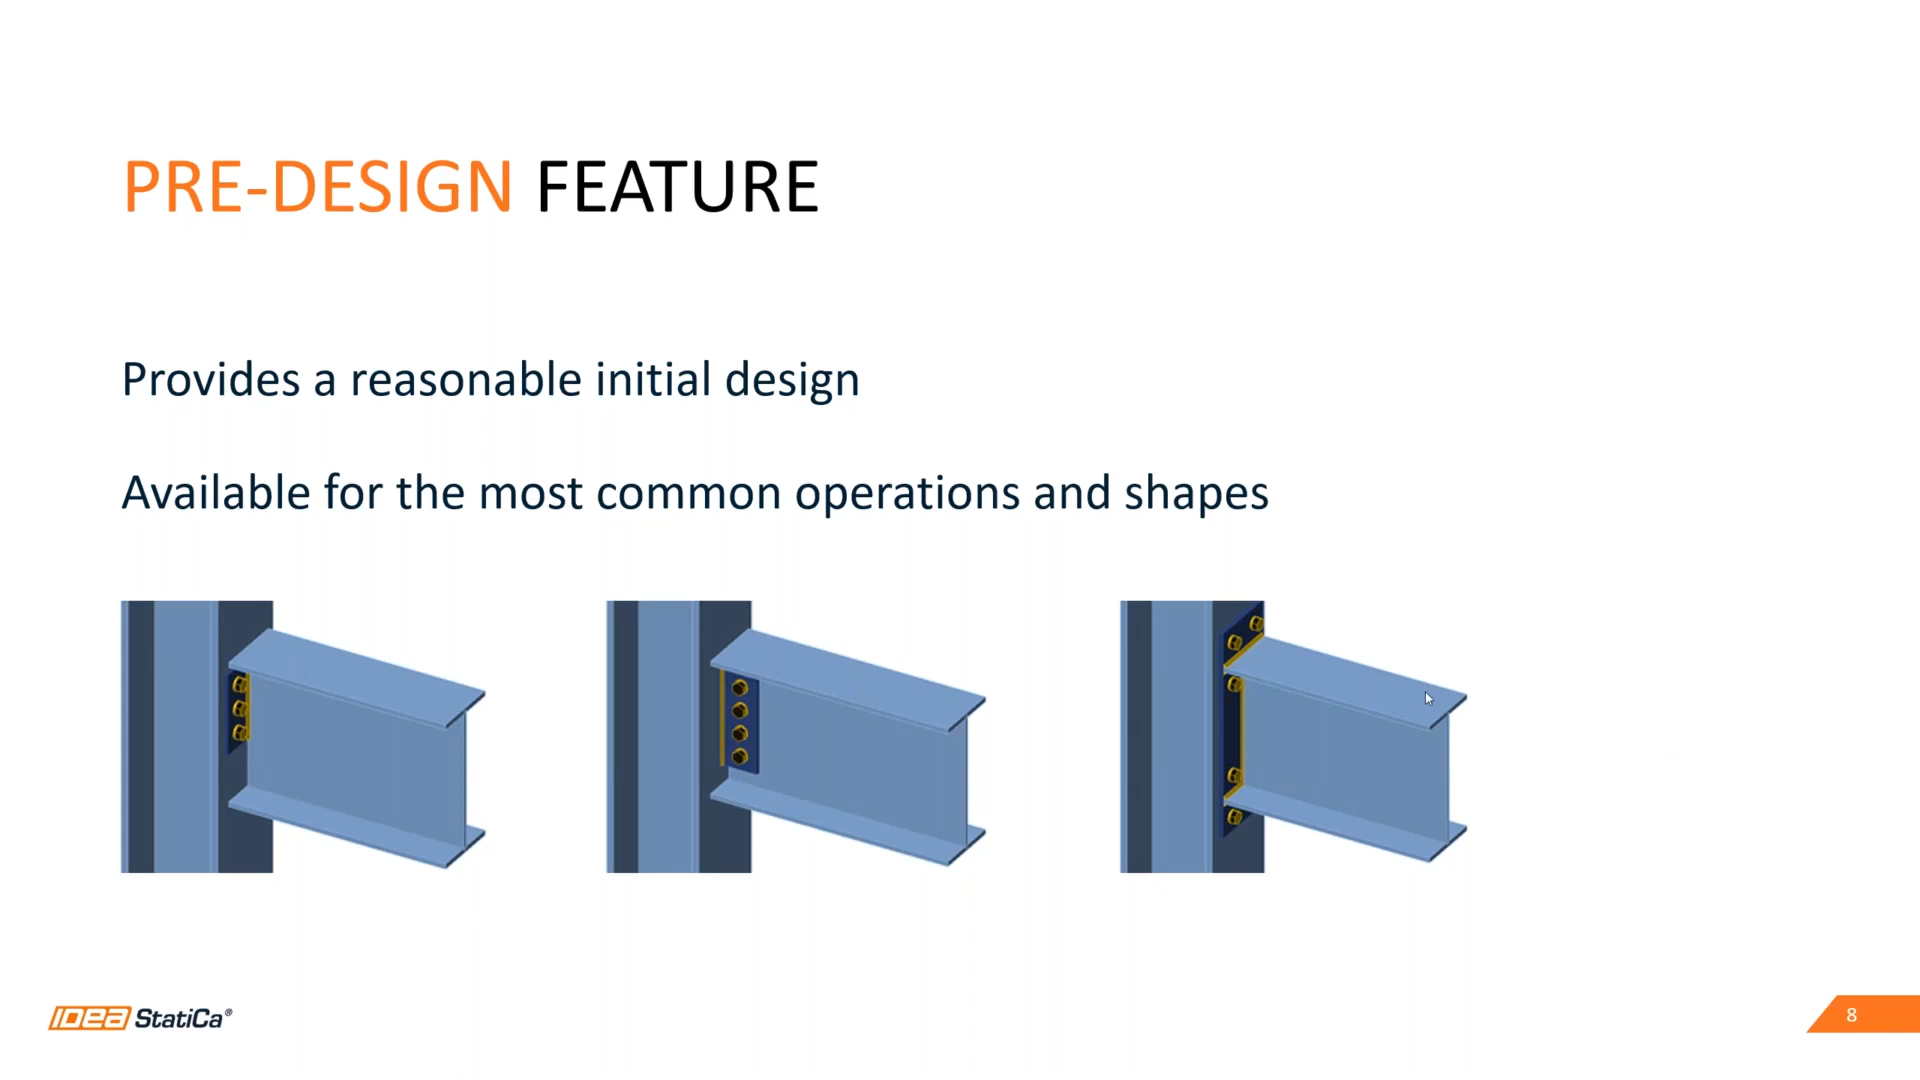 PRE-DESIGN FEATURE
Provides a reasonable initial design
Available for the most common operations and shapes
IDEA StatiCa®
8